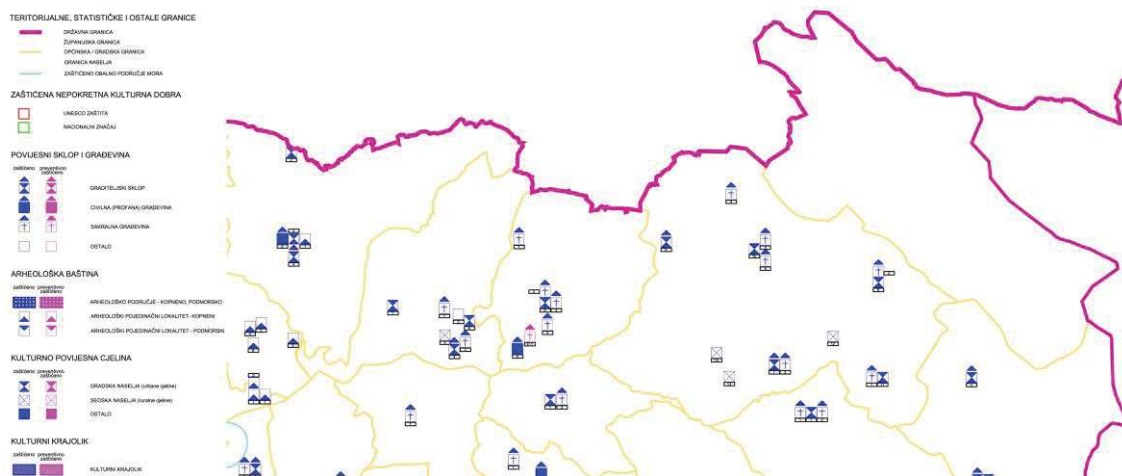 TERITORIJALNE, STATISTIČKE I OSTALE GRANICE
DRŽAVNA GRANICA
ŽUPANIJSKA GRANICA
OPĆINSKA / GRADSKA GRANICA
GRANICA NASELJA
ZAŠTIĆENO OBALNO PODRUČJE MORA
ZAŠTIĆENA NEPOKRETNA KULTURNA DOBRA
UNESCO ZAŠTITA
NACIONALNI ZNAČAJ
POVIJESNI SKLOP I GRAĐEVINA
zaštićeno preventivno zaštićeno
GRADITELJSKI SKLOP
CIVILNA (PROFANA) GRAĐEVINA
SAKRALNA GRAĐEVINA
OSTALO
ARHEOLOŠKA BAŠTINA
zaštićeno preventivno zaštićeno
ARHEOLOŠKO PODRUČJE - KOPNENO, PODMORSKO
ARHEOLOŠKI POJEDINAČNI LOKALITET- KOPNENI
ARHEOLOŠKI POJEDINAČNI LOKALITET - PODMORSKI
KULTURNO POVIJESNA CJELINA
zaštićeno preventivno zaštićeno
GRADSKA NASELJA (urbane cjeline)
SEOSKA NASELJA (ruralne cjeline)
OSTALO
KULTURNI KRAJOLIK
zaštićeno preventivno zaštićeno
KULTURNI KRAJOLIK